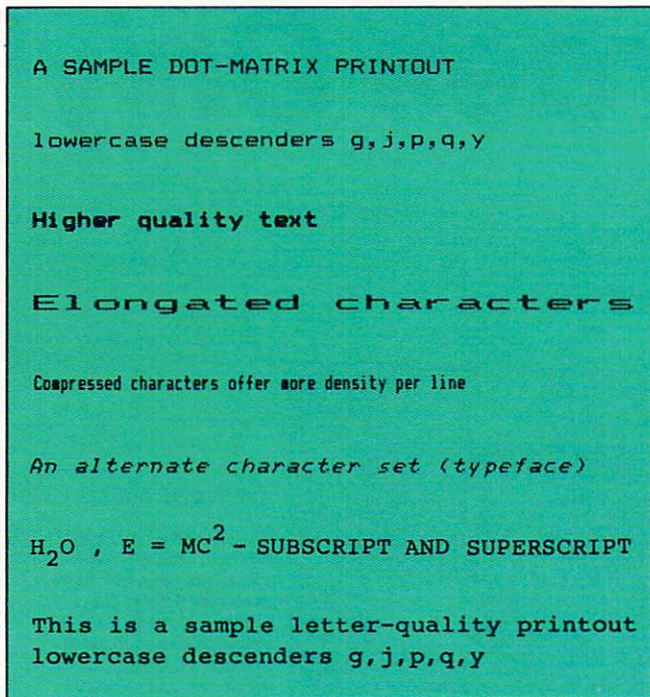 A SAMPLE DOT-MATRIX PRINTOUT
lowercase descenders g,j,p,q,y
Higher quality text
Elongated characters
Compressed characters offer more density per line
An alternate character set (typeface)
H₂O , E = MC² - SUBSCRIPT AND SUPERSCRIPT
This is a sample letter-quality printout
lowercase descenders g,j,p,q,y